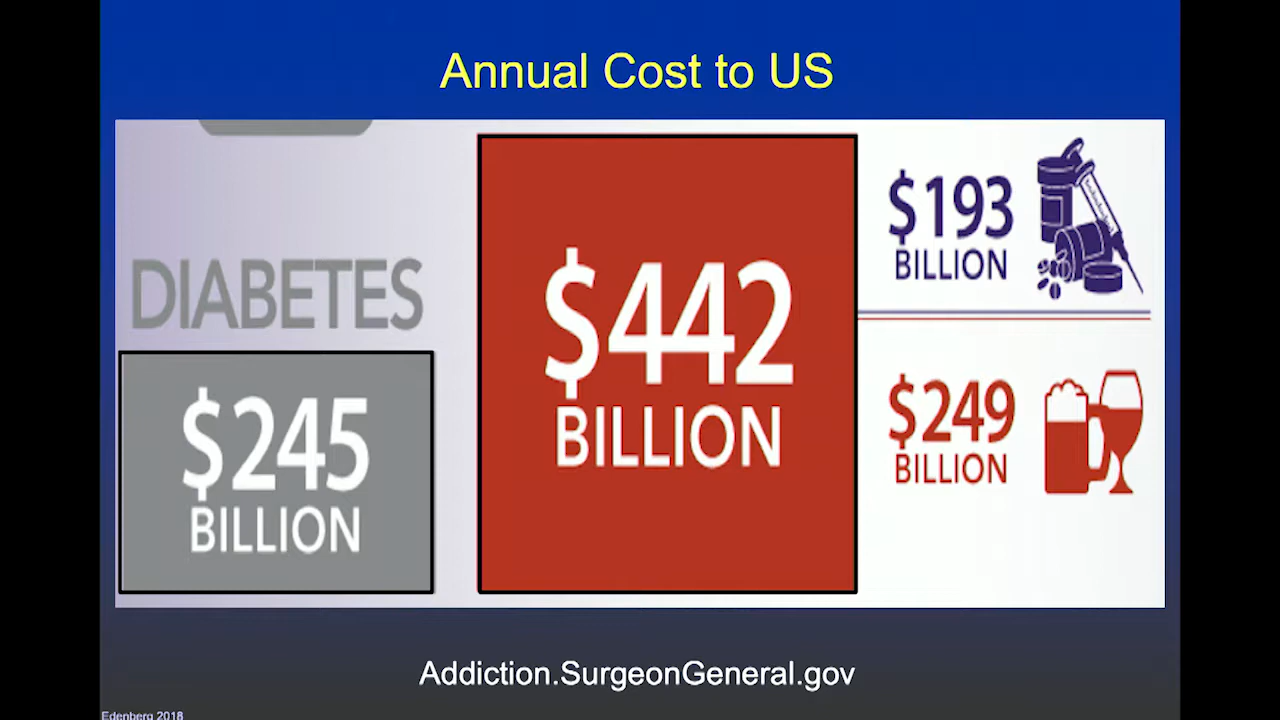 Annual Cost to US
DIABETES
$245
BILLION
$442
BILLION
$193
BILLION
$249
BILLION
Addiction.SurgeonGeneral.gov
Edenberg 2018